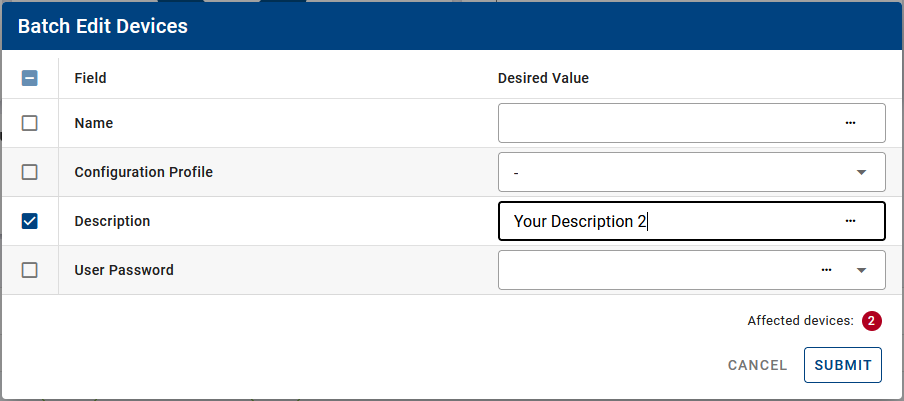 Batch Edit Devices
Field Desired Value
Name ...
Configuration Profile -
Description Your Description 2 ...
User Password ...
Affected devices: 2
CANCEL SUBMIT